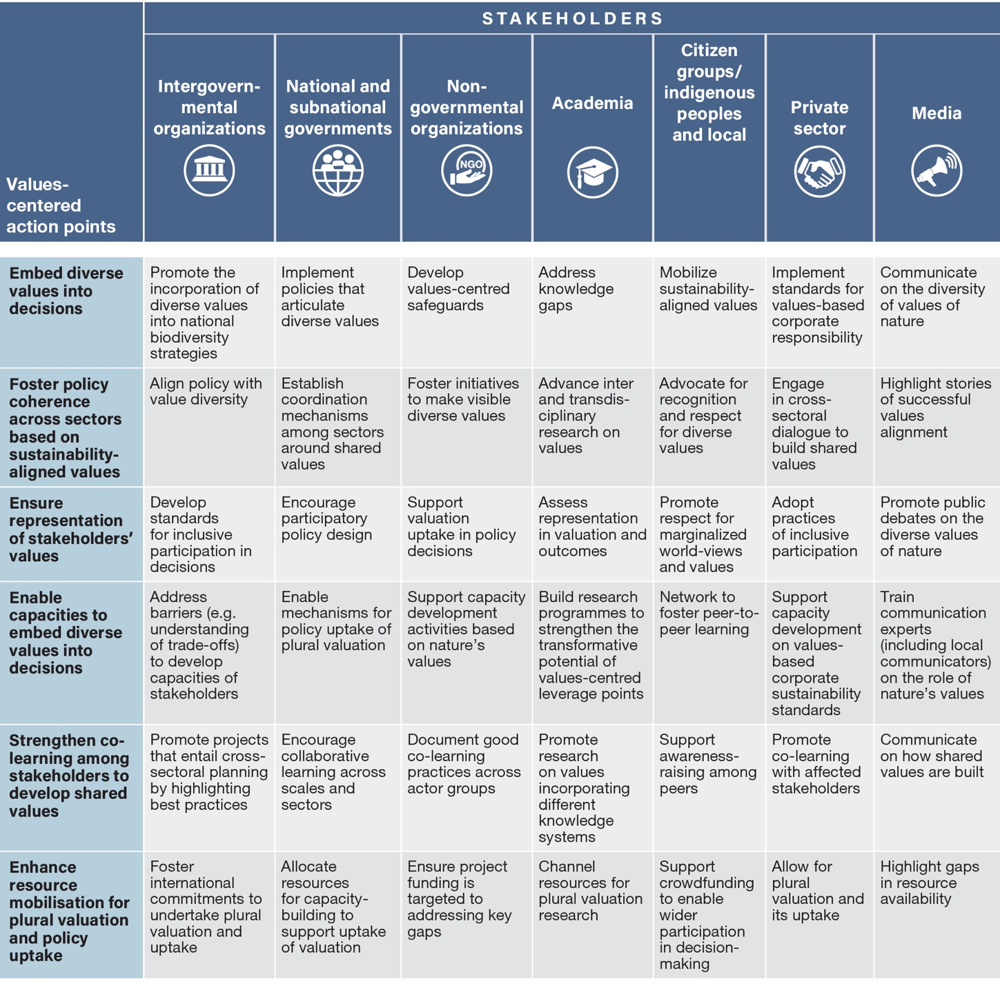 STAKEHOLDERS
Values-
centered
action points
Intergovern-
mental
organizations
National and
subnational
governments
Non-
governmental
organizations
NGO
Academia
Citizen
groups/
indigenous
peoples
and local
Private
sector
Media
Embed diverse
values into
decisions
Promote the
incorporation of
diverse values
into national
biodiversity
strategies
Implement
policies that
articulate
diverse values
Develop
values-centred
safeguards
Address
knowledge
gaps
Mobilize
sustainability-
aligned values
Implement
standards for
values-based
corporate
responsibility
Communicate
on the diversity
of values of
nature
Foster policy
coherence
across sectors
based on
sustainability-
aligned values
Align policy with
value diversity
Establish
coordination
mechanisms
among sectors
around shared
values
Foster initiatives
to make visible
diverse values
Advance inter
and transdis-
ciplinary
research on
values
Advocate for
recognition
and respect
for diverse
values
Engage
in cross-
sectoral
dialogue to
build shared
values
Highlight stories
of successful
values
alignment
Ensure
representation
of stakeholders’
values
Develop
standards
for inclusive
participation in
decisions
Encourage
participatory
policy design
Support
valuation
uptake in policy
decisions
Assess
representation
in valuation and
outcomes
Promote
respect for
marginalized
world-views
and values
Adopt
practices
of inclusive
participation
Promote public
debates on the
diverse values
of nature
Enable
capacities to
embed diverse
values into
decisions
Address
barriers (e.g.
understanding
of trade-offs)
to develop
capacities of
stakeholders
Enable
mechanisms for
policy uptake of
plural valuation
Support capacity
development
activities based
on nature’s
values
Build research
programmes to
strengthen the
transformative
potential of
values-centred
leverage points
Network to
foster peer-to-
peer learning
Support
capacity
development
on values-
based
corporate
sustainability
standards
Train
communication
experts
(including local
communicators)
on the role of
nature’s values
Strengthen co-
learning among
stakeholders to
develop shared
values
Promote projects
that entail cross-
sectoral planning
by highlighting
best practices
Encourage
collaborative
learning across
scales and
sectors
Document good
co-learning
practices across
actor groups
Promote
research
on values
incorporating
different
knowledge
systems
Support
awareness-
raising among
peers
Promote
co-learning
with affected
stakeholders
Communicate
on how shared
values are built
Enhance
resource
mobilisation for
plural valuation
and policy
uptake
Foster
international
commitments to
undertake plural
valuation and
uptake
Allocate
resources
for capacity-
building to
support uptake
of valuation
Ensure project
funding is
targeted to
addressing key
gaps
Channel
resources for
plural valuation
research
Support
crowdfunding
to enable
wider
participation
in decision-
making
Allow for
plural
valuation and
its uptake
Highlight gaps
in resource
availability